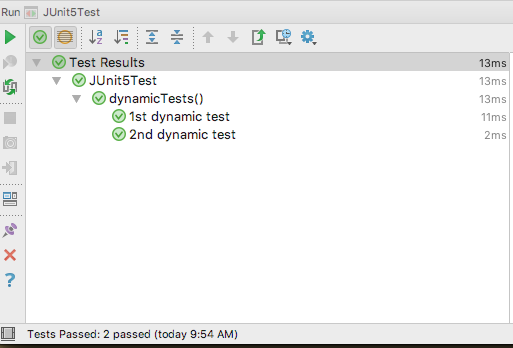 Run JUnit5Test
Test Results 13ms
JUnit5Test 13ms
dynamicTests() 13ms
1st dynamic test 11ms
2nd dynamic test 2ms
Tests Passed: 2 passed (today 9:54 AM)